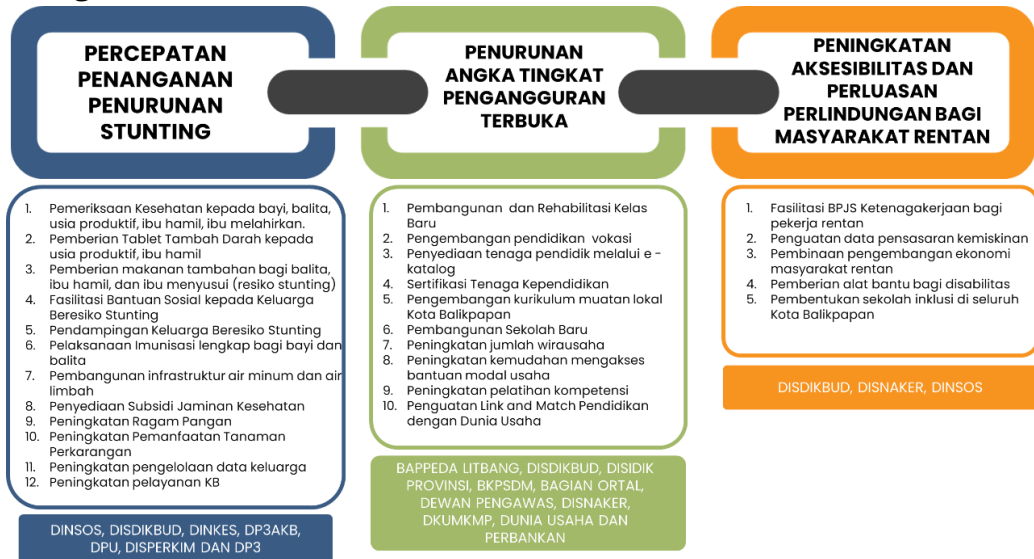 PERCEPATAN
PENANGANAN
PENURUNAN
STUNTING
1. Pemeriksaan Kesehatan kepada bayi, balita,
usia produktif, ibu hamil, ibu melahirkan.
2. Pemberian Tablet Tambah Darah kepada
usia produktif, ibu hamil
3. Pemberian makanan tambahan bagi balita,
ibu hamil, dan ibu menyusui (resiko stunting)
4. Fasilitasi Bantuan Sosial kepada Keluarga
Beresiko Stunting
5. Pendampingan Keluarga Beresiko Stunting
6. Pelaksanaan Imunisasi lengkap bagi bayi dan
balita
7. Pembangunan infrastruktur air minum dan air
limbah
8. Penyediaan Subsidi Jaminan Kesehatan
9. Peningkatan Ragam Pangan
10. Peningkatan Pemanfaatan Tanaman
Perkarangan
11. Peningkatan pengelolaan data keluarga
12. Peningkatan pelayanan KB
DINSOS, DISDIKBUD, DINKES, DP3AKB,
DPU, DISPERKIM DAN DP3
PENURUNAN
ANGKA TINGKAT
PENGANGGURAN
TERBUKA
1. Pembangunan dan Rehabilitasi Kelas
Baru
2. Pengembangan pendidikan vokasi
3. Penyediaan tenaga pendidik melalui e -
katalog
4. Sertifikasi Tenaga Kependidikan
5. Pengembangan kurikulum muatan lokal
Kota Balikpapan
6. Pembangunan Sekolah Baru
7. Peningkatan jumlah wirausaha
8. Peningkatan kemudahan mengakses
bantuan modal usaha
9. Peningkatan pelatihan kompetensi
10. Penguatan Link and Match Pendidikan
dengan Dunia Usaha
BAPPEDA LITBANG, DISDIKBUD, DISIDIK
PROVINSI, BKPSDM, BAGIAN ORTAL,
DEWAN PENGAWAS, DISNAKER,
DKUMKMP, DUNIA USAHA DAN
PERBANKAN
PENINGKATAN
AKSESIBILITAS DAN
PERLUASAN
PERLINDUNGAN BAGI
MASYARAKAT RENTAN
1. Fasilitasi BPJS Ketenagakerjaan bagi
pekerja rentan
2. Penguatan data pensasaran kemiskinan
3. Pembinaan pengembangan ekonomi
masyarakat rentan
4. Pemberian alat bantu bagi disabilitas
5. Pembentukan sekolah inklusi di seluruh
Kota Balikpapan
DISDIKBUD, DISNAKER, DINSOS